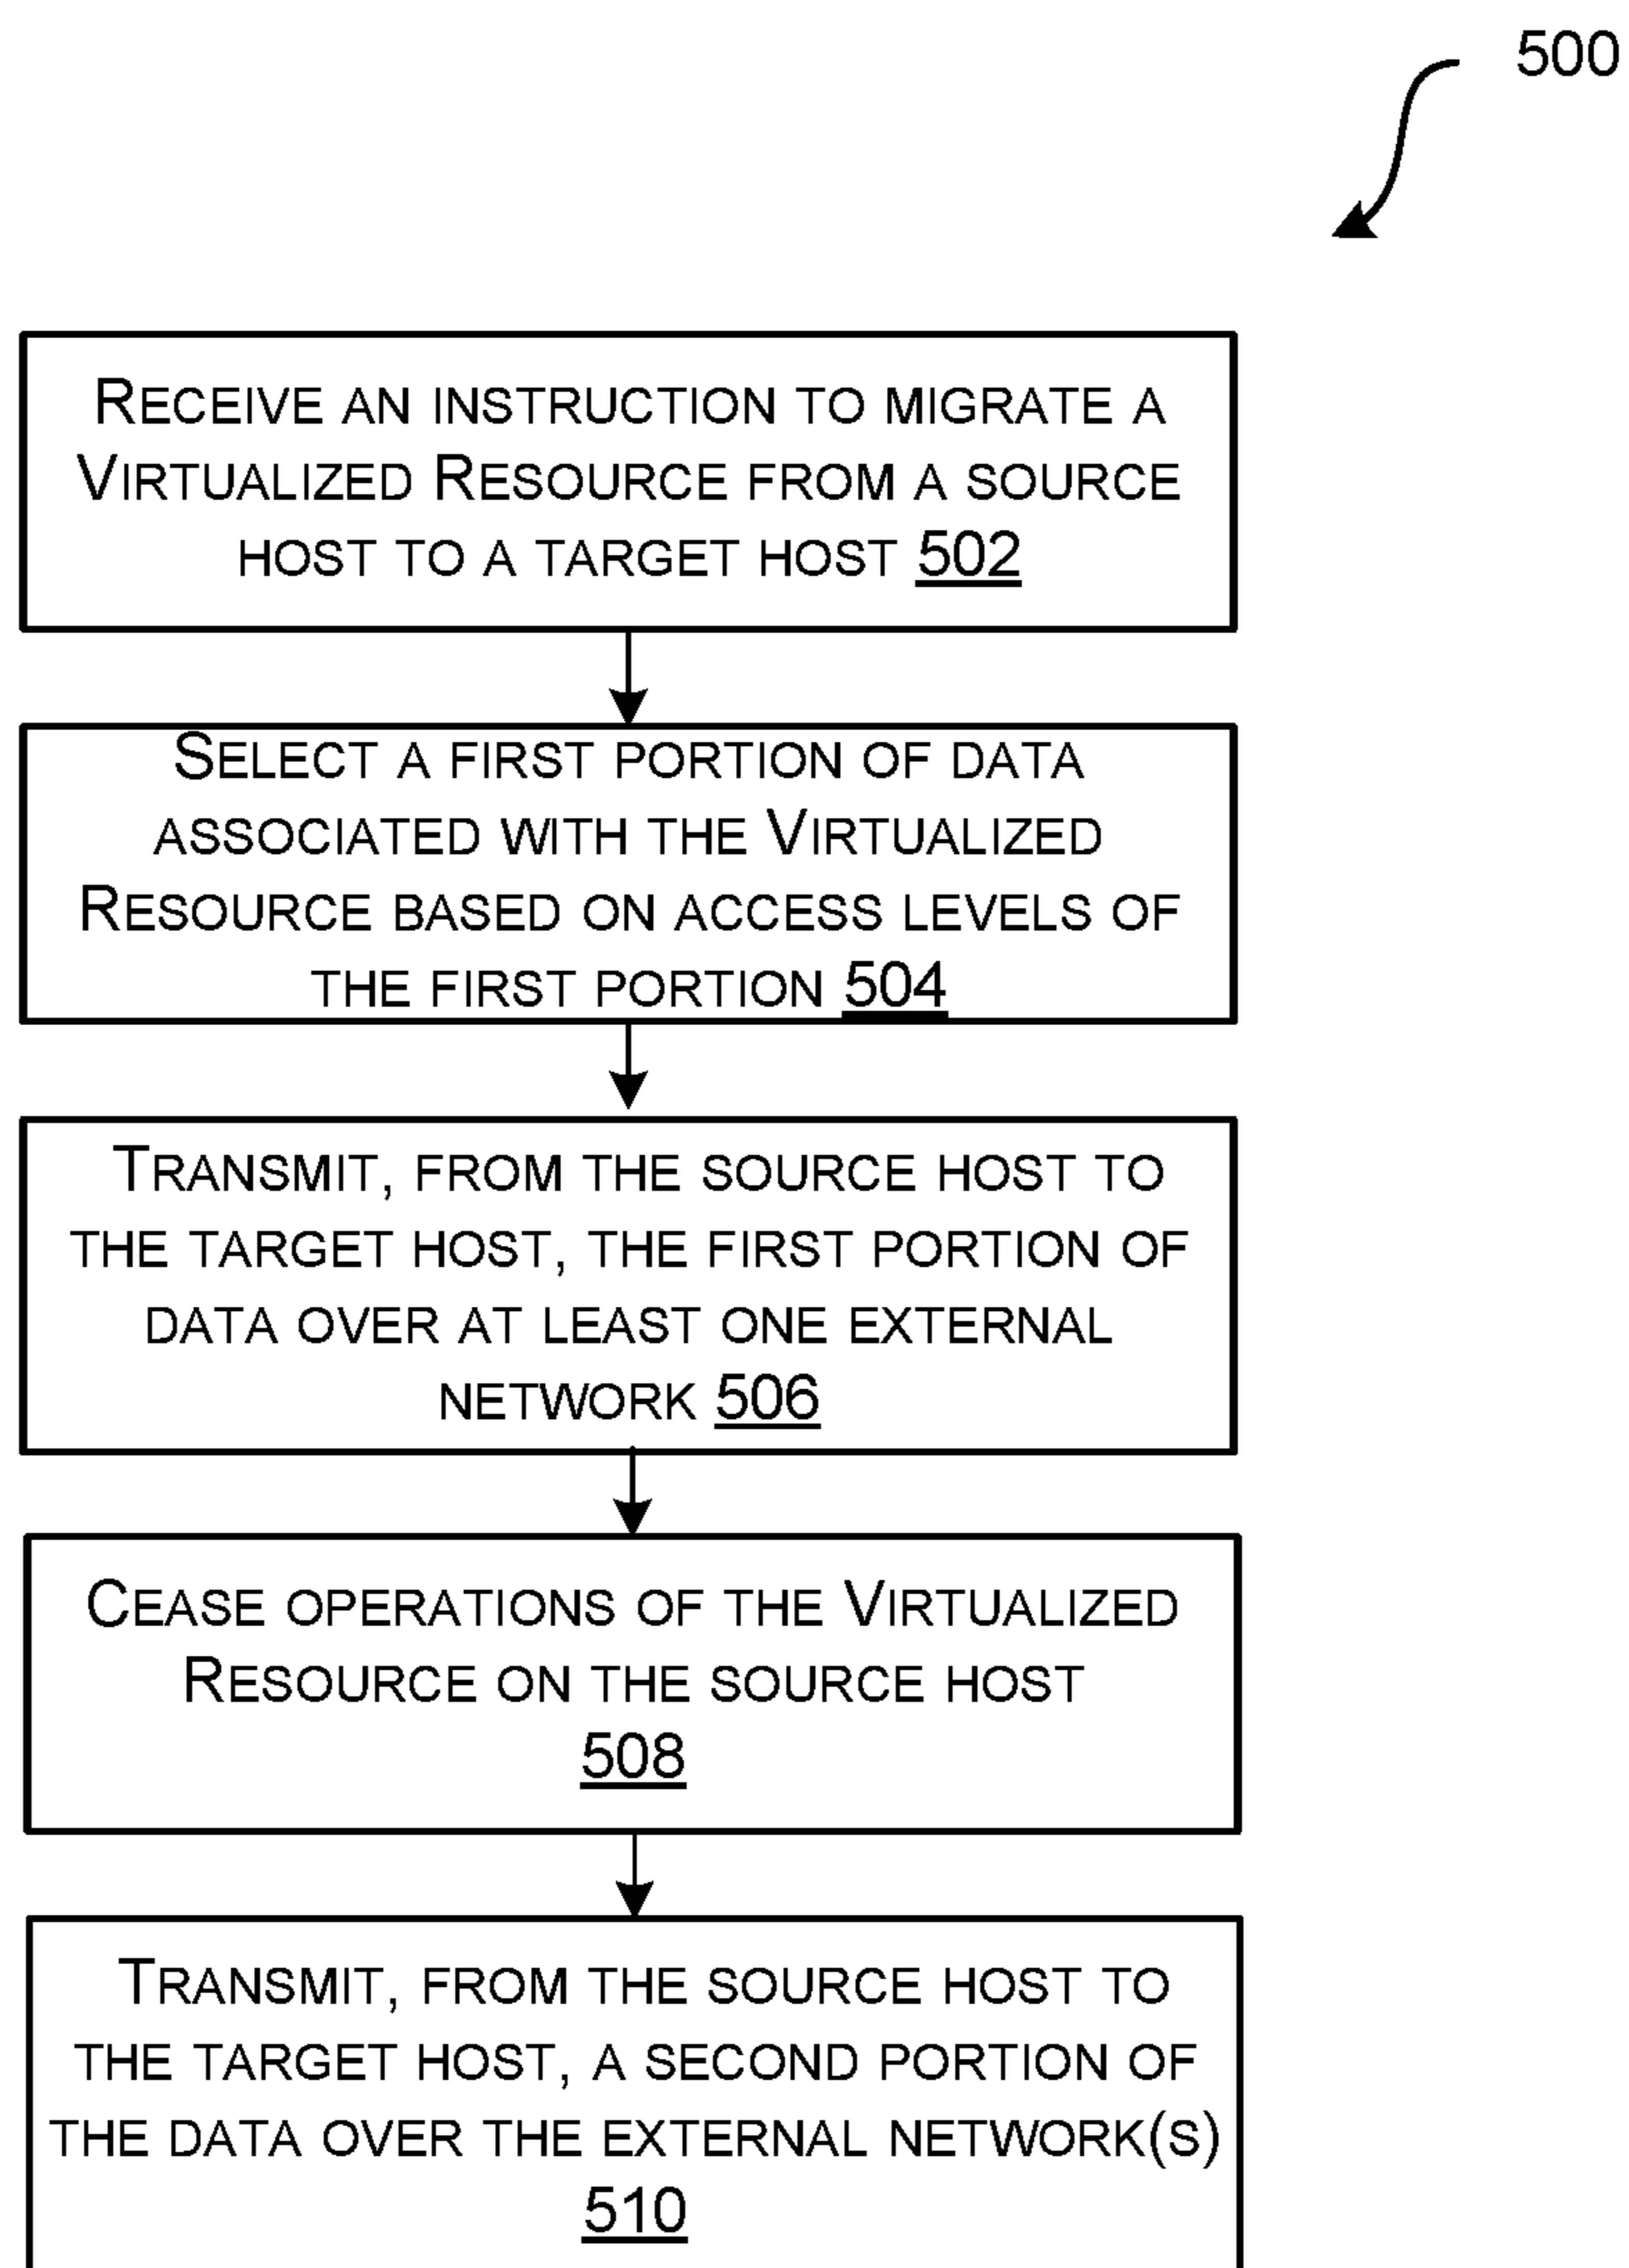 500
Receive an instruction to migrate a
Virtualized Resource from a source
host to a target host 502
Select a first portion of data
associated with the Virtualized
Resource based on access levels of
the first portion 504
Transmit, from the source host to
the target host, the first portion of
data over at least one external
network 506
Cease operations of the Virtualized
Resource on the source host
508
Transmit, from the source host to
the target host, a second portion of
the data over the external network(s)
510